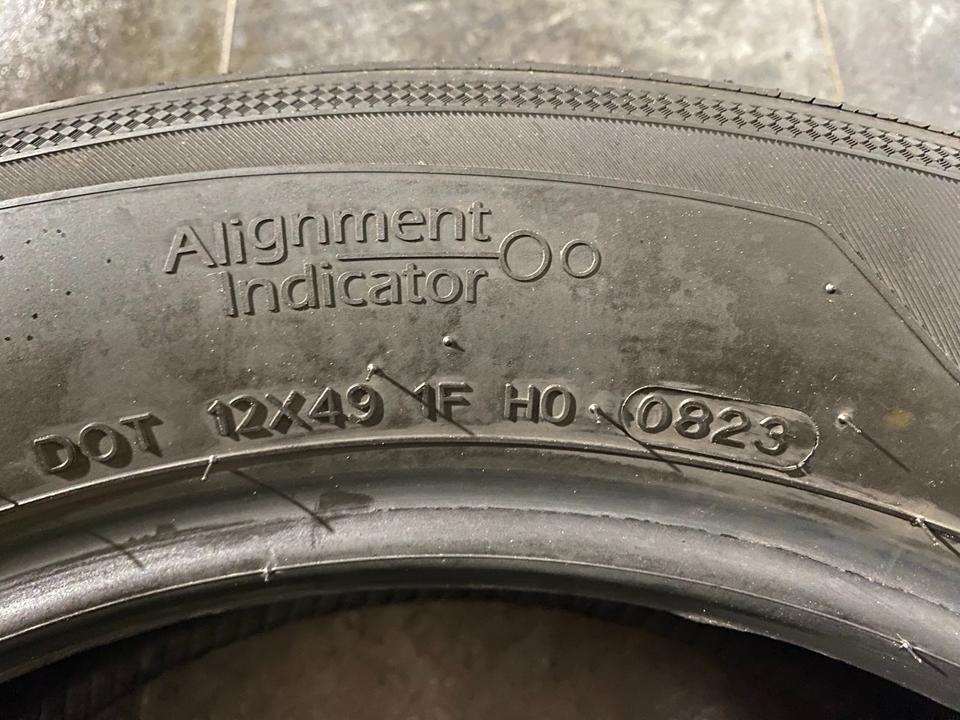 Alignment
Indicator
DOT 12X49 1F H0 0823